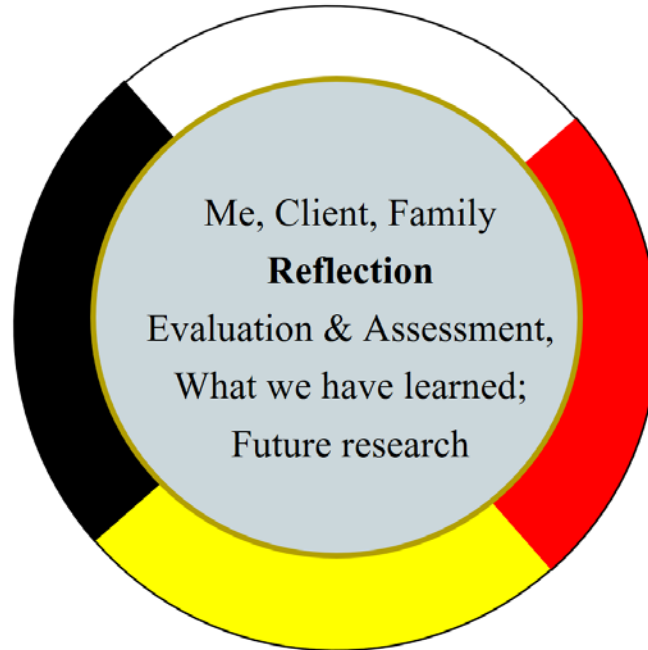 Me, Client, Family
Reflection
Evaluation & Assessment,
What we have learned;
Future research